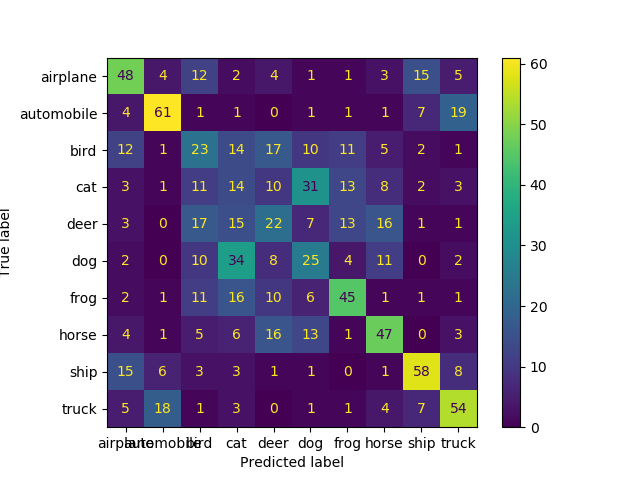 airplane 48 4 12 2 4 1 1 3 15 5
automobile 4 61 1 1 0 1 1 1 7 19
bird 12 1 23 14 17 10 11 5 2 1
cat 3 1 11 14 10 31 13 8 2 3
deer 3 0 17 15 22 7 13 16 1 1
dog 2 0 10 34 8 25 4 11 0 2
frog 2 1 11 16 10 6 45 1 1 1
horse 4 1 5 6 16 13 1 47 0 3
ship 15 6 3 3 1 1 0 1 58 8
truck 5 18 1 3 0 1 1 4 7 54
airplane automobile bird cat deer dog frog horse ship truck
Predicted label
True label
60
50
40
30
20
10
0